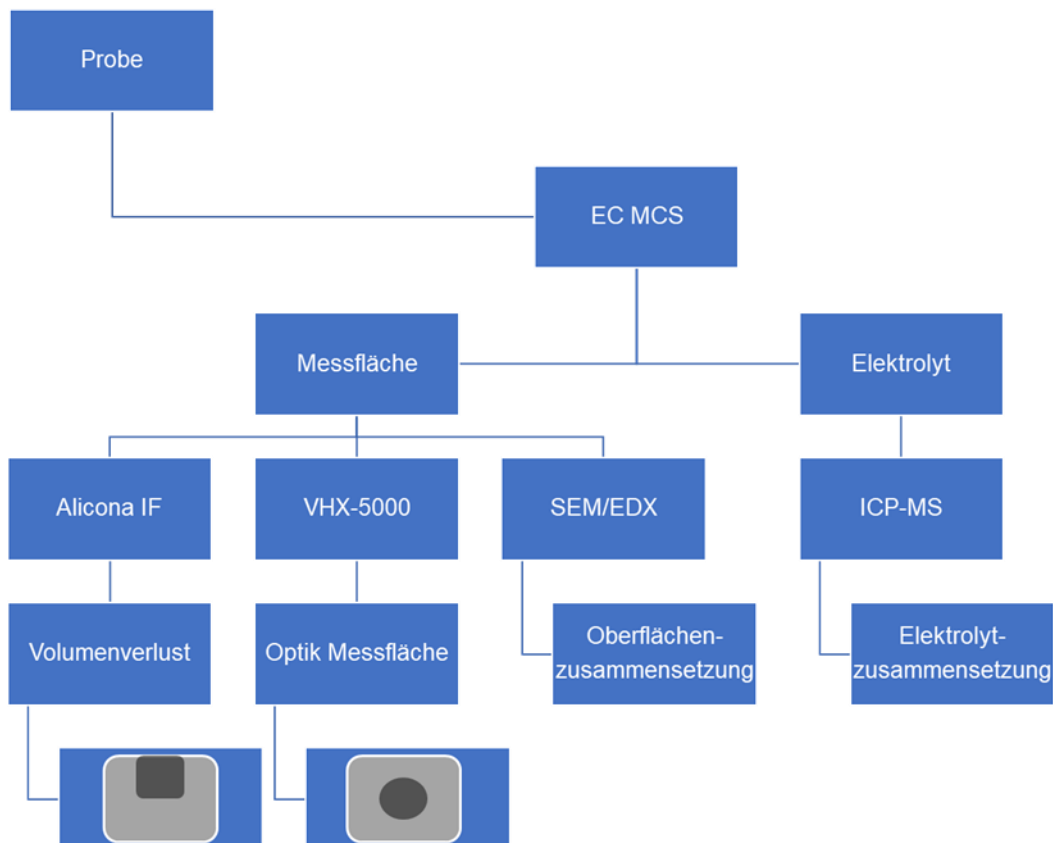 Probe
EC MCS
Messfläche
Elektrolyt
Alicona IF
VHX-5000
SEM/EDX
ICP-MS
Volumenverlust
Optik Messfläche
Oberflächen-
zusammensetzung
Elektrolyt-
zusammensetzung